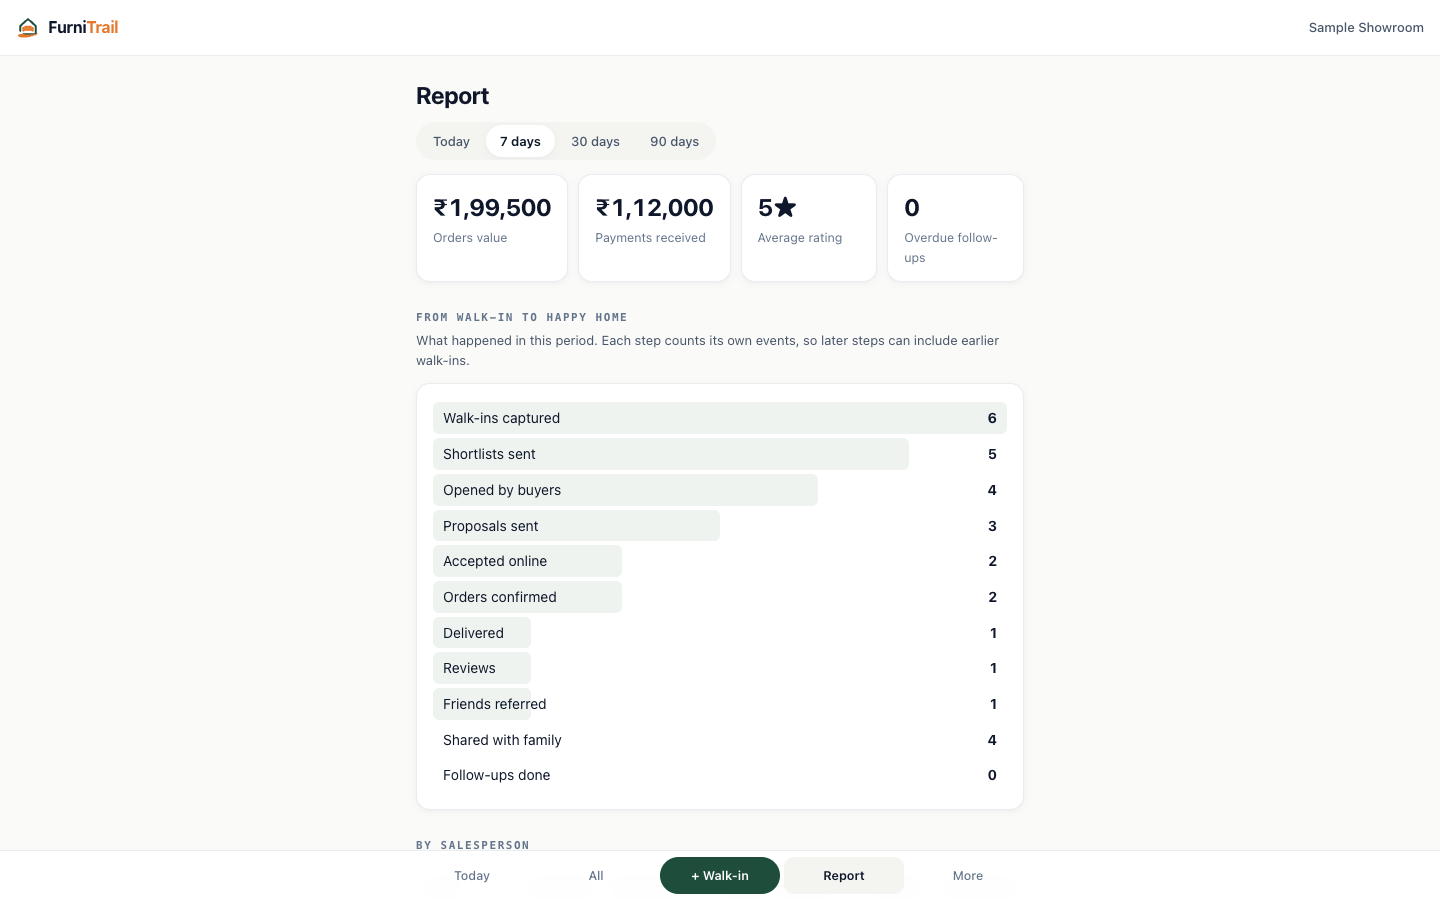 FurniTrail
Sample Showroom
Report
Today
7 days
30 days
90 days
₹1,99,500
Orders value
₹1,12,000
Payments received
5★
Average rating
0
Overdue follow-
ups
FROM WALK-IN TO HAPPY HOME
What happened in this period. Each step counts its own events, so later steps can include earlier
walk-ins.
Walk-ins captured 6
Shortlists sent 5
Opened by buyers 4
Proposals sent 3
Accepted online 2
Orders confirmed 2
Delivered 1
Reviews 1
Friends referred 1
Shared with family 4
Follow-ups done 0
BY SALESPERSON
Today
All
+ Walk-in
Report
More